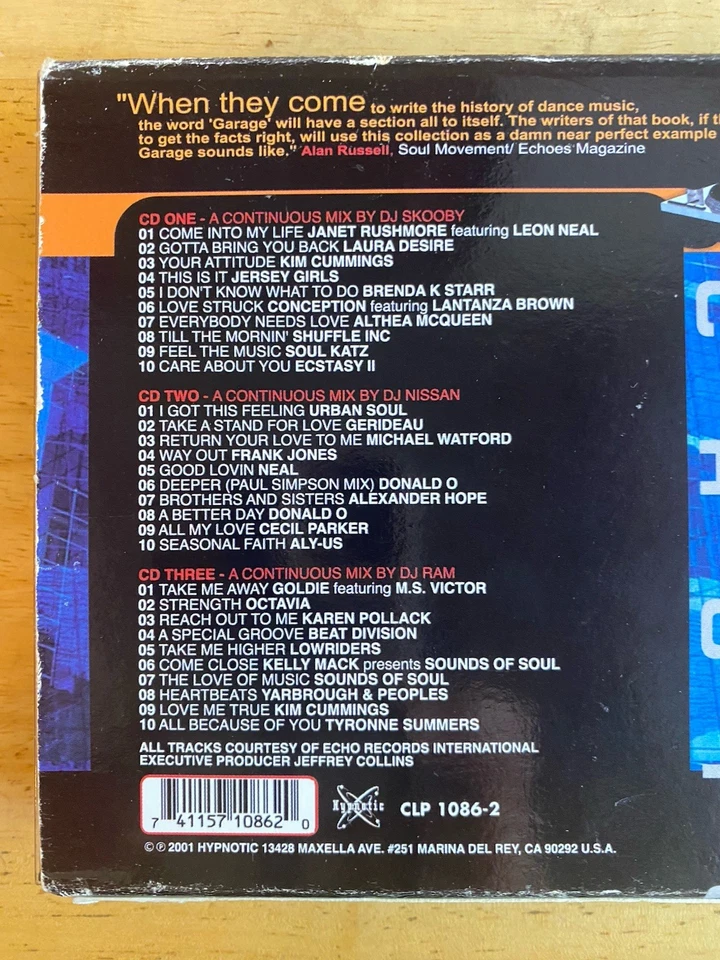 "When they come to write the history of dance music,
the word 'Garage' will have a section all to itself. The writers of that book, if
to get the facts right, will use this collection as a damn near perfect example
Garage sounds like." Alan Russell, Soul Movement/ Echoes Magazine
CD ONE - A CONTINUOUS MIX BY DJ SKOOBY
01 COME INTO MY LIFE JANET RUSHMORE featuring LEON NEAL
02 GOTTA BRING YOU BACK LAURA DESIRE
03 YOUR ATTITUDE KIM CUMMINGS
04 THIS IS IT JERSEY GIRLS
05 I DON'T KNOW WHAT TO DO BRENDA K STARR
06 LOVE STRUCK CONCEPTION featuring LANTANZA BROWN
07 EVERYBODY NEEDS LOVE ALTHEA MCQUEEN
08 TILL THE MORNIN' SHUFFLE INC
09 FEEL THE MUSIC SOUL KATZ
10 CARE ABOUT YOU ECSTASY II
CD TWO - A CONTINUOUS MIX BY DJ NISSAN
01 I GOT THIS FEELING URBAN SOUL
02 TAKE A STAND FOR LOVE GERIDEAU
03 RETURN YOUR LOVE TO ME MICHAEL WATFORD
04 WAY OUT FRANK JONES
05 GOOD LOVIN NEAL
06 DEEPER (PAUL SIMPSON MIX) DONALD O
07 BROTHERS AND SISTERS ALEXANDER HOPE
08 A BETTER DAY DONALD O
09 ALL MY LOVE CECIL PARKER
10 SEASONAL FAITH ALY-US
CD THREE - A CONTINUOUS MIX BY DJ RAM
01 TAKE ME AWAY GOLDIE featuring M.S. VICTOR
02 STRENGTH OCTAVIA
03 REACH OUT TO ME KAREN POLLACK
04 A SPECIAL GROOVE BEAT DIVISION
05 TAKE ME HIGHER LOWRIDERS
06 COME CLOSE KELLY MACK presents SOUNDS OF SOUL
07 THE LOVE OF MUSIC SOUNDS OF SOUL
08 HEARTBEATS YARBROUGH & PEOPLES
09 LOVE ME TRUE KIM CUMMINGS
10 ALL BECAUSE OF YOU TYRONNE SUMMERS
ALL TRACKS COURTESY OF ECHO RECORDS INTERNATIONAL
EXECUTIVE PRODUCER JEFFREY COLLINS
7 41157 10862 0
Hypnotic
CLP 1086-2
© ℗ 2001 HYPNOTIC 13428 MAXELLA AVE. #251 MARINA DEL REY, CA 90292 U.S.A.